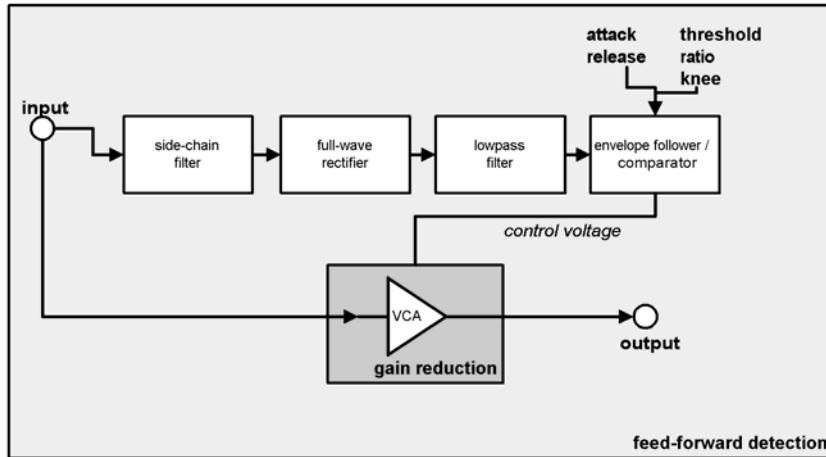 attack
release
threshold
ratio
knee
input
side-chain
filter
full-wave
rectifier
lowpass
filter
envelope follower /
comparator
control voltage
VCA
gain reduction
output
feed-forward detection